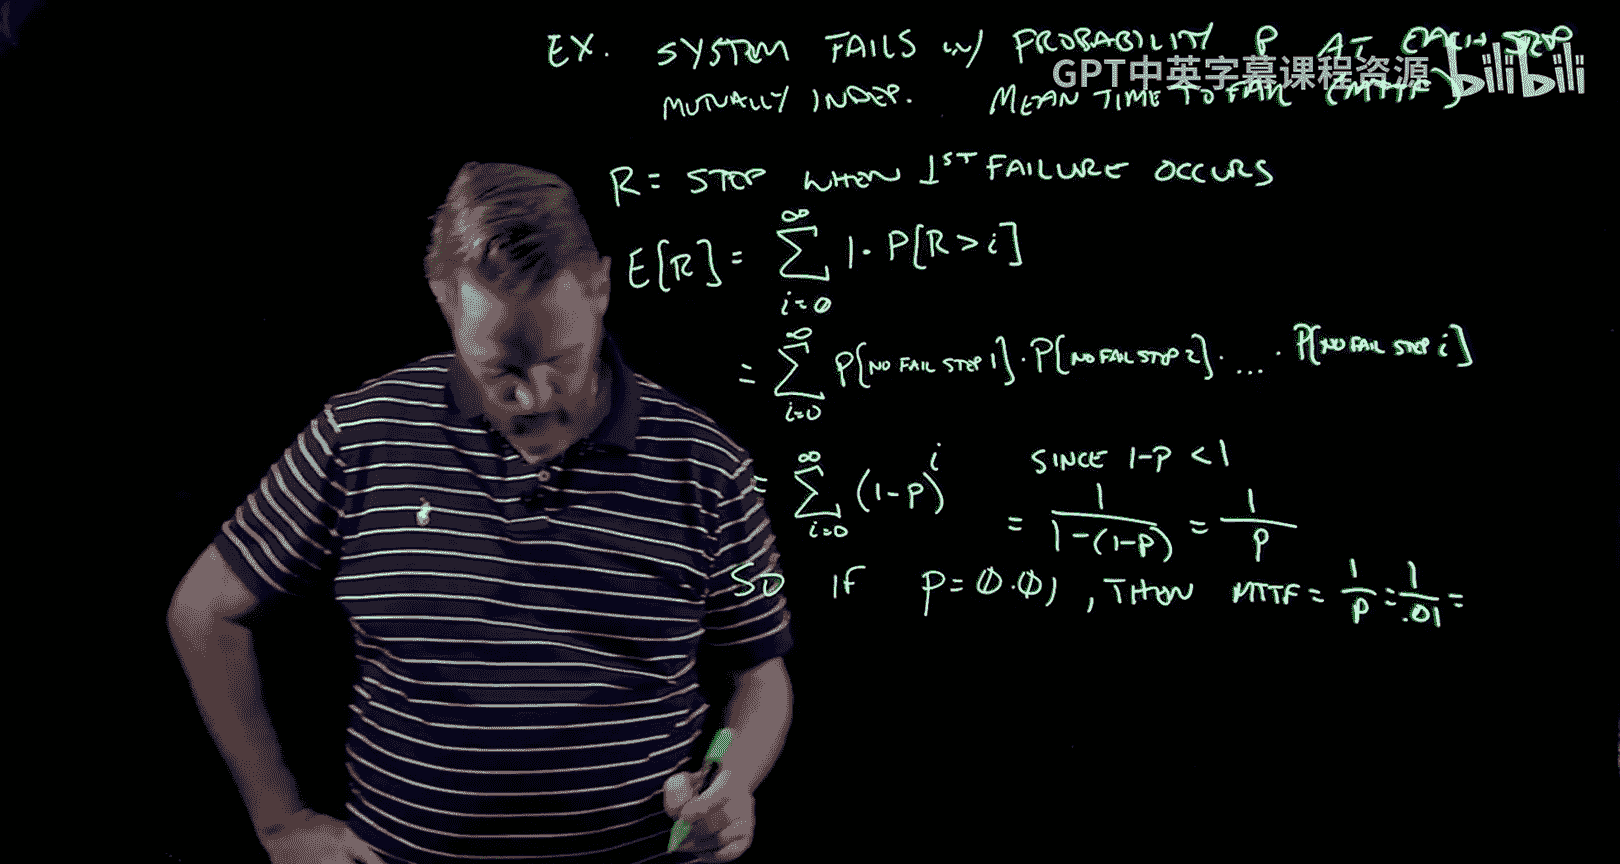 EX. SYSTEM FAILS w/ PROBABILITY P AT EACH STEP
GPT中英字幕课程资源 bilibili
MUTUALLY INDEP. MEAN TIME TO FAIL (MTTF)
R = STEP WHEN 1ST FAILURE OCCURS
E[R] = ∑_{i=0}^{∞} 1· P[R > i]
= ∑_{i=0}^{∞} P[NO FAIL STEP 1] · P[NO FAIL STEP 2] · ... · P[NO FAIL STEP i]
SINCE 1-P < 1
= ∑_{i=0}^{∞} (1-P)^i = 1/(1-(1-P)) = 1/P
SO IF P = 0.01, THEN MTTF = 1/P = 1/.01 =